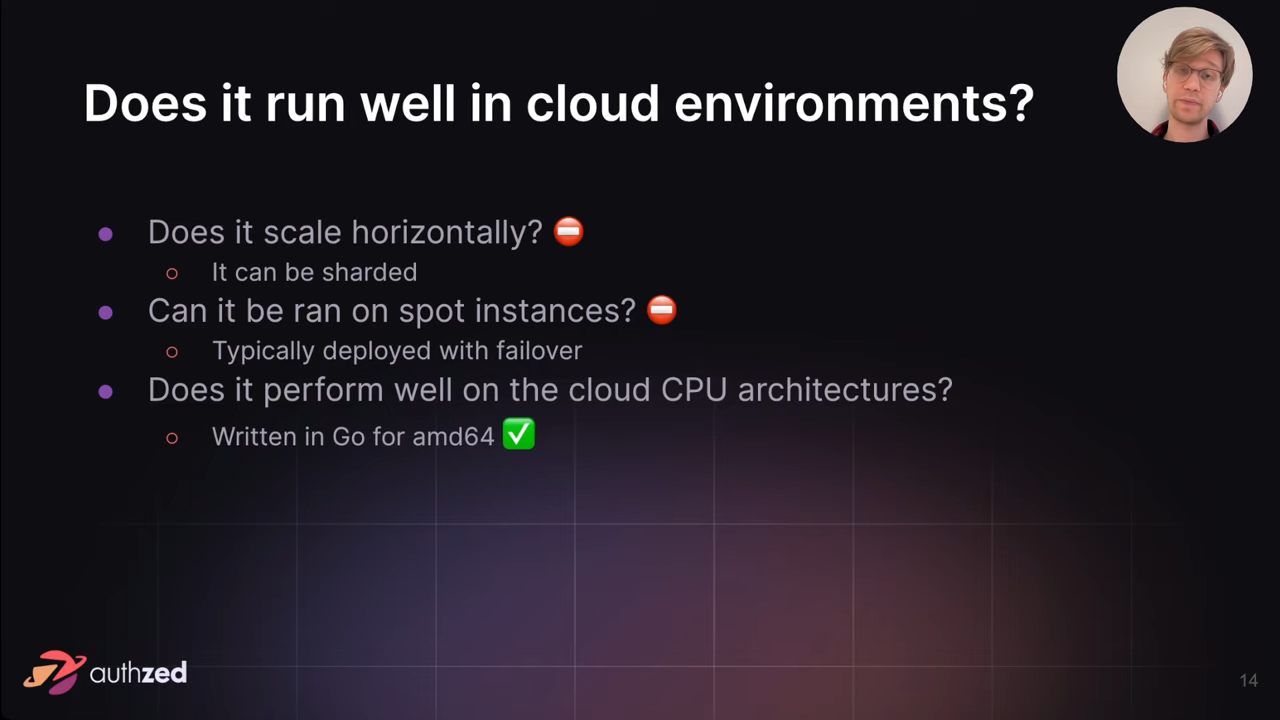 Does it run well in cloud environments?
Does it scale horizontally? ⛔
It can be sharded
Can it be ran on spot instances? ⛔
Typically deployed with failover
Does it perform well on the cloud CPU architectures?
Written in Go for amd64 ✅
authzed
14